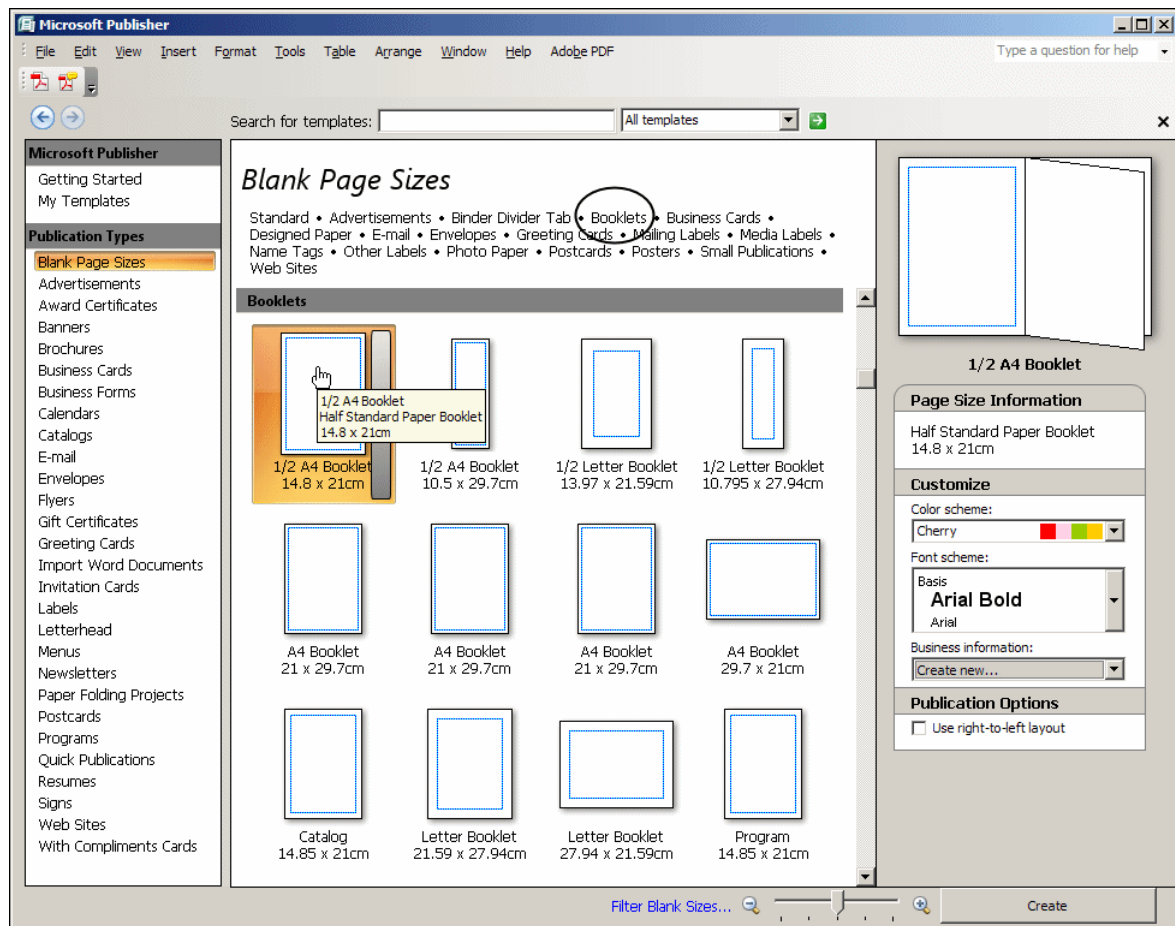 Microsoft Publisher
File Edit View Insert Format Tools Table Arrange Window Help Adobe PDF
Type a question for help
Search for templates:
All templates
Microsoft Publisher
Getting Started
My Templates
Publication Types
Blank Page Sizes
Advertisements
Award Certificates
Banners
Brochures
Business Cards
Business Forms
Calendars
Catalogs
E-mail
Envelopes
Flyers
Gift Certificates
Greeting Cards
Import Word Documents
Invitation Cards
Labels
Letterhead
Menus
Newsletters
Paper Folding Projects
Postcards
Programs
Quick Publications
Resumes
Signs
Web Sites
With Compliments Cards
Blank Page Sizes
Standard • Advertisements • Binder Divider Tab • Booklets • Business Cards •
Designed Paper • E-mail • Envelopes • Greeting Cards • Mailing Labels • Media Labels •
Name Tags • Other Labels • Photo Paper • Postcards • Posters • Small Publications •
Web Sites
Booklets
1/2 A4 Booklet
Half Standard Paper Booklet
14.8 x 21cm
1/2 A4 Booklet
14.8 x 21cm
1/2 A4 Booklet
10.5 x 29.7cm
1/2 Letter Booklet
13.97 x 21.59cm
1/2 Letter Booklet
10.795 x 27.94cm
A4 Booklet
21 x 29.7cm
A4 Booklet
21 x 29.7cm
A4 Booklet
21 x 29.7cm
A4 Booklet
29.7 x 21cm
Catalog
14.85 x 21cm
Letter Booklet
21.59 x 27.94cm
Letter Booklet
27.94 x 21.59cm
Program
14.85 x 21cm
1/2 A4 Booklet
Page Size Information
Half Standard Paper Booklet
14.8 x 21cm
Customize
Color scheme:
Cherry
Font scheme:
Basis
Arial Bold
Arial
Business information:
Create new...
Publication Options
Use right-to-left layout
Filter Blank Sizes...
Create